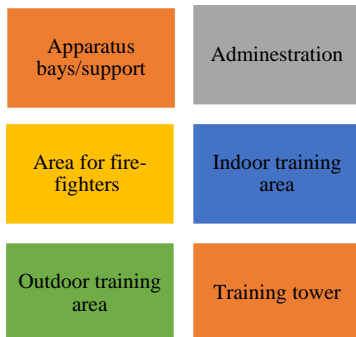 Apparatus
bays/support
Adminestration
Area for fire-
fighters
Indoor training
area
Outdoor training
area
Training tower